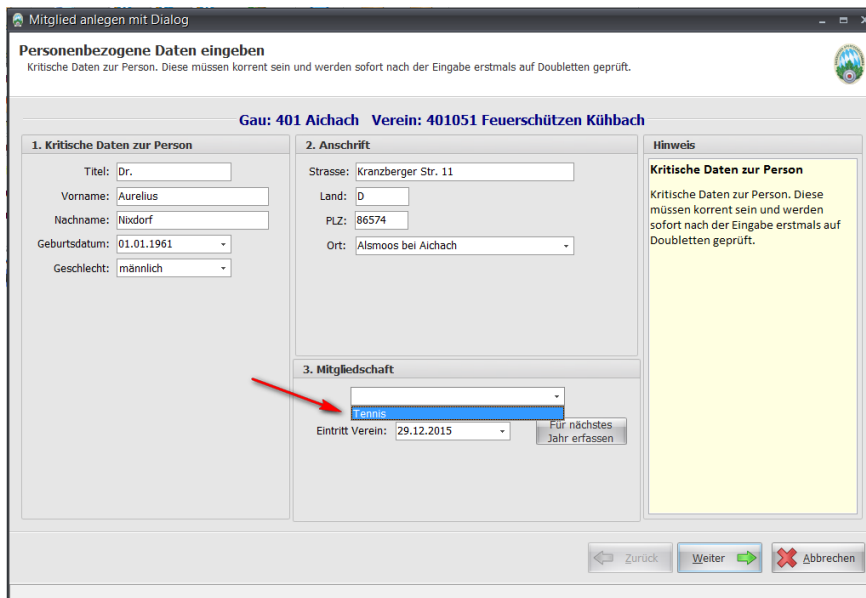 Mitglied anlegen mit Dialog
Personenbezogene Daten eingeben
Kritische Daten zur Person. Diese müssen korrent sein und werden sofort nach der Eingabe erstmals auf Doubletten geprüft.
Gau: 401 Aichach Verein: 401051 Feuerschützen Kühbach
1. Kritische Daten zur Person
Titel: Dr.
Vorname: Aurelius
Nachname: Nixdorf
Geburtsdatum: 01.01.1961
Geschlecht: männlich
2. Anschrift
Strasse: Kranzberger Str. 11
Land: D
PLZ: 86574
Ort: Alsmoos bei Aichach
3. Mitgliedschaft
Tennis
Eintritt Verein: 29.12.2015
Für nächstes
Jahr erfassen
Hinweis
Kritische Daten zur Person
Kritische Daten zur Person. Diese
müssen korrent sein und werden
sofort nach der Eingabe erstmals auf
Doubletten geprüft.
Zurück
Weiter
Abbrechen